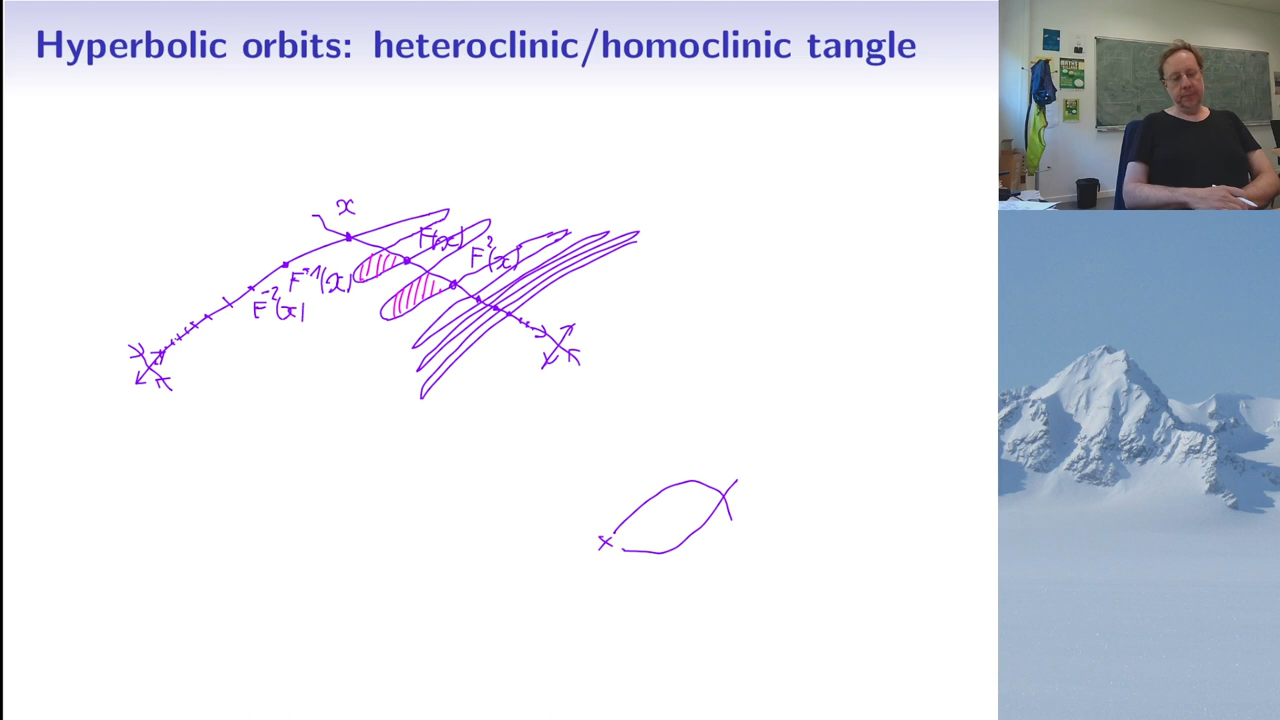 Hyperbolic orbits: heteroclinic/homoclinic tangle
x
F(x)
F²(x)
F⁻¹(x)
F⁻²(x)